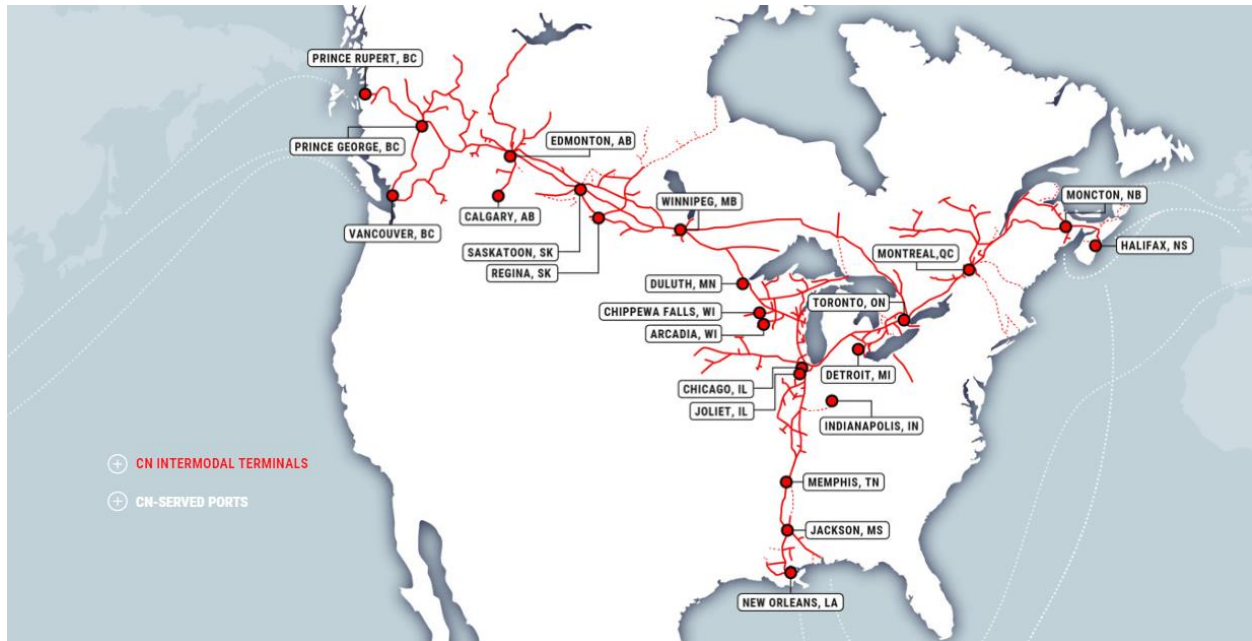 PRINCE RUPERT, BC
EDMONTON, AB
PRINCE GEORGE, BC
MONCTON, NB
WINNIPEG, MB
CALGARY, AB
VANCOUVER, BC
HALIFAX, NS
SASKATOON, SK
MONTREAL,QC
REGINA, SK
DULUTH, MN
TORONTO, ON
CHIPPEWA FALLS, WI
ARCADIA, WI
DETROIT, MI
CHICAGO, IL
JOLIET, IL
INDIANAPOLIS, IN
CN INTERMODAL TERMINALS
MEMPHIS, TN
CN-SERVED PORTS
JACKSON, MS
NEW ORLEANS, LA